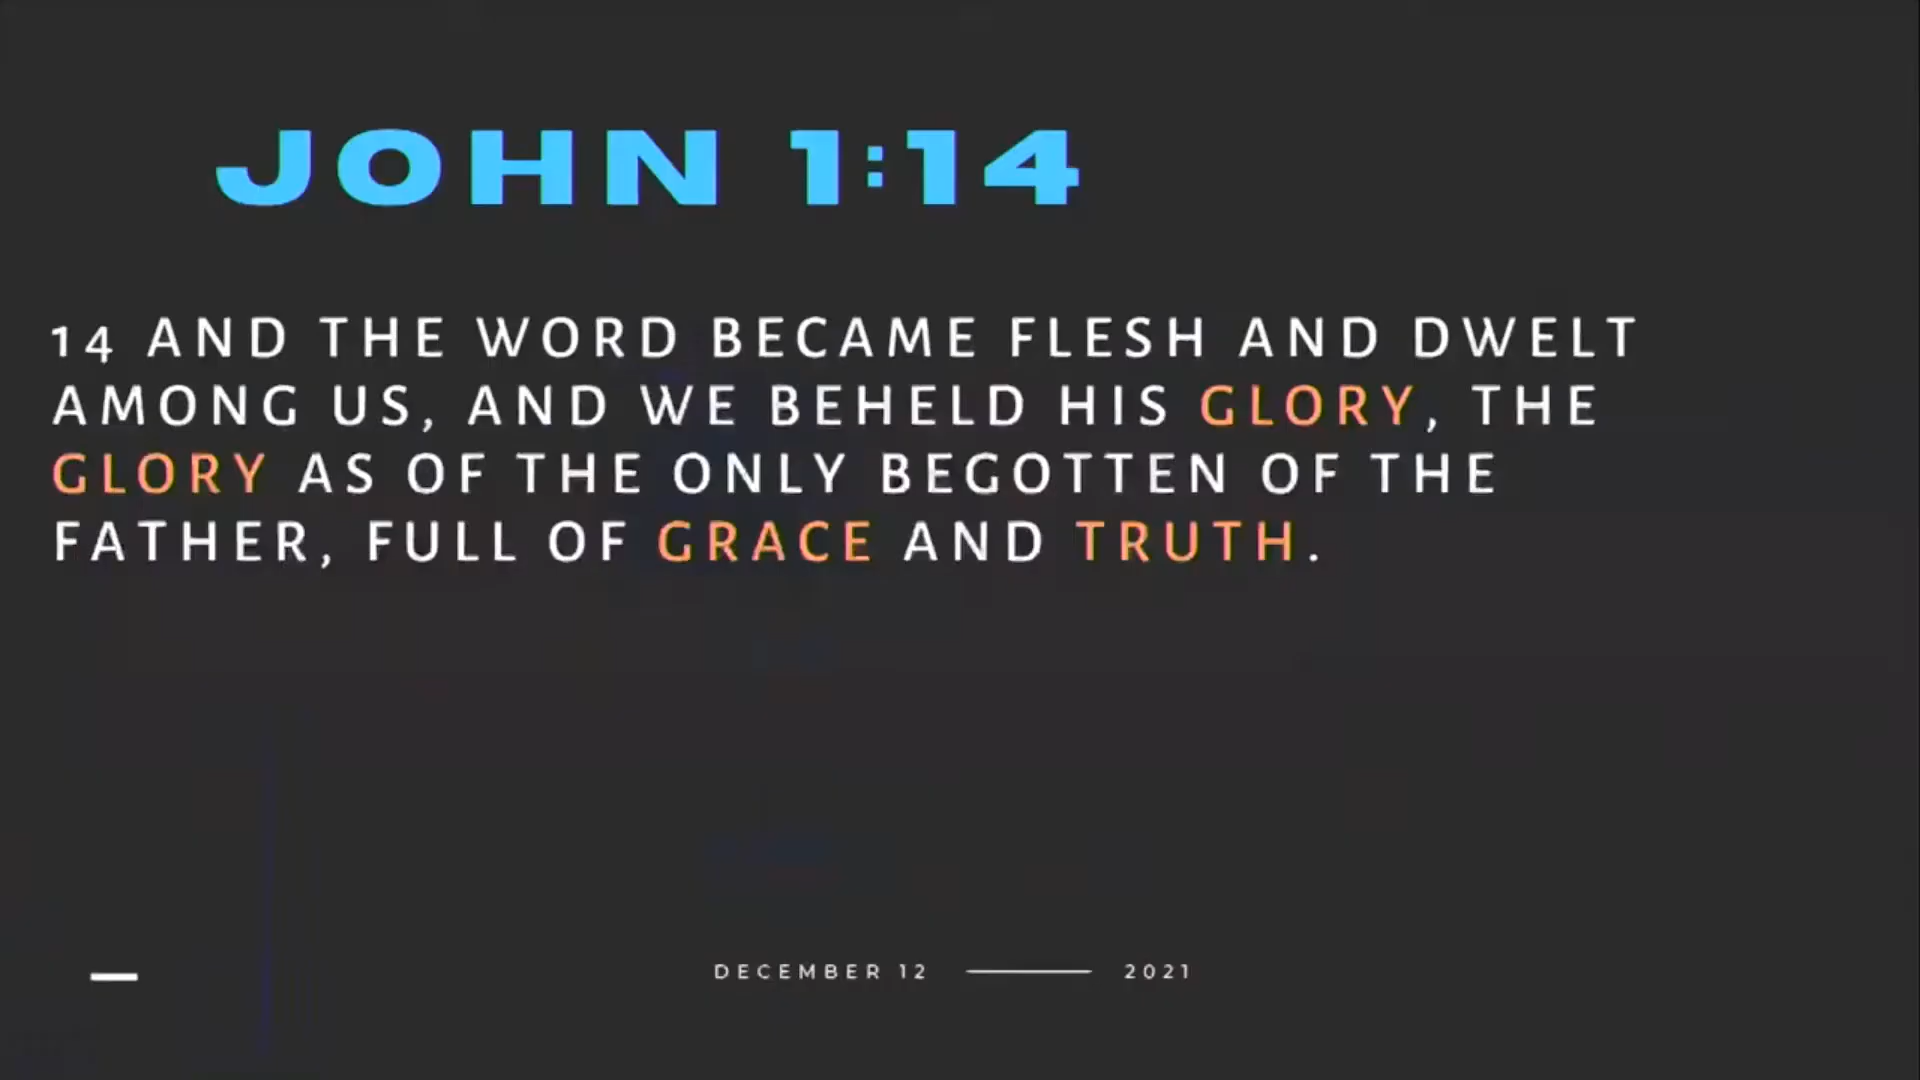 JOHN 1:14
14 AND THE WORD BECAME FLESH AND DWELT
AMONG US, AND WE BEHELD HIS GLORY, THE
GLORY AS OF THE ONLY BEGOTTEN OF THE
FATHER, FULL OF GRACE AND TRUTH.
DECEMBER 12 2021